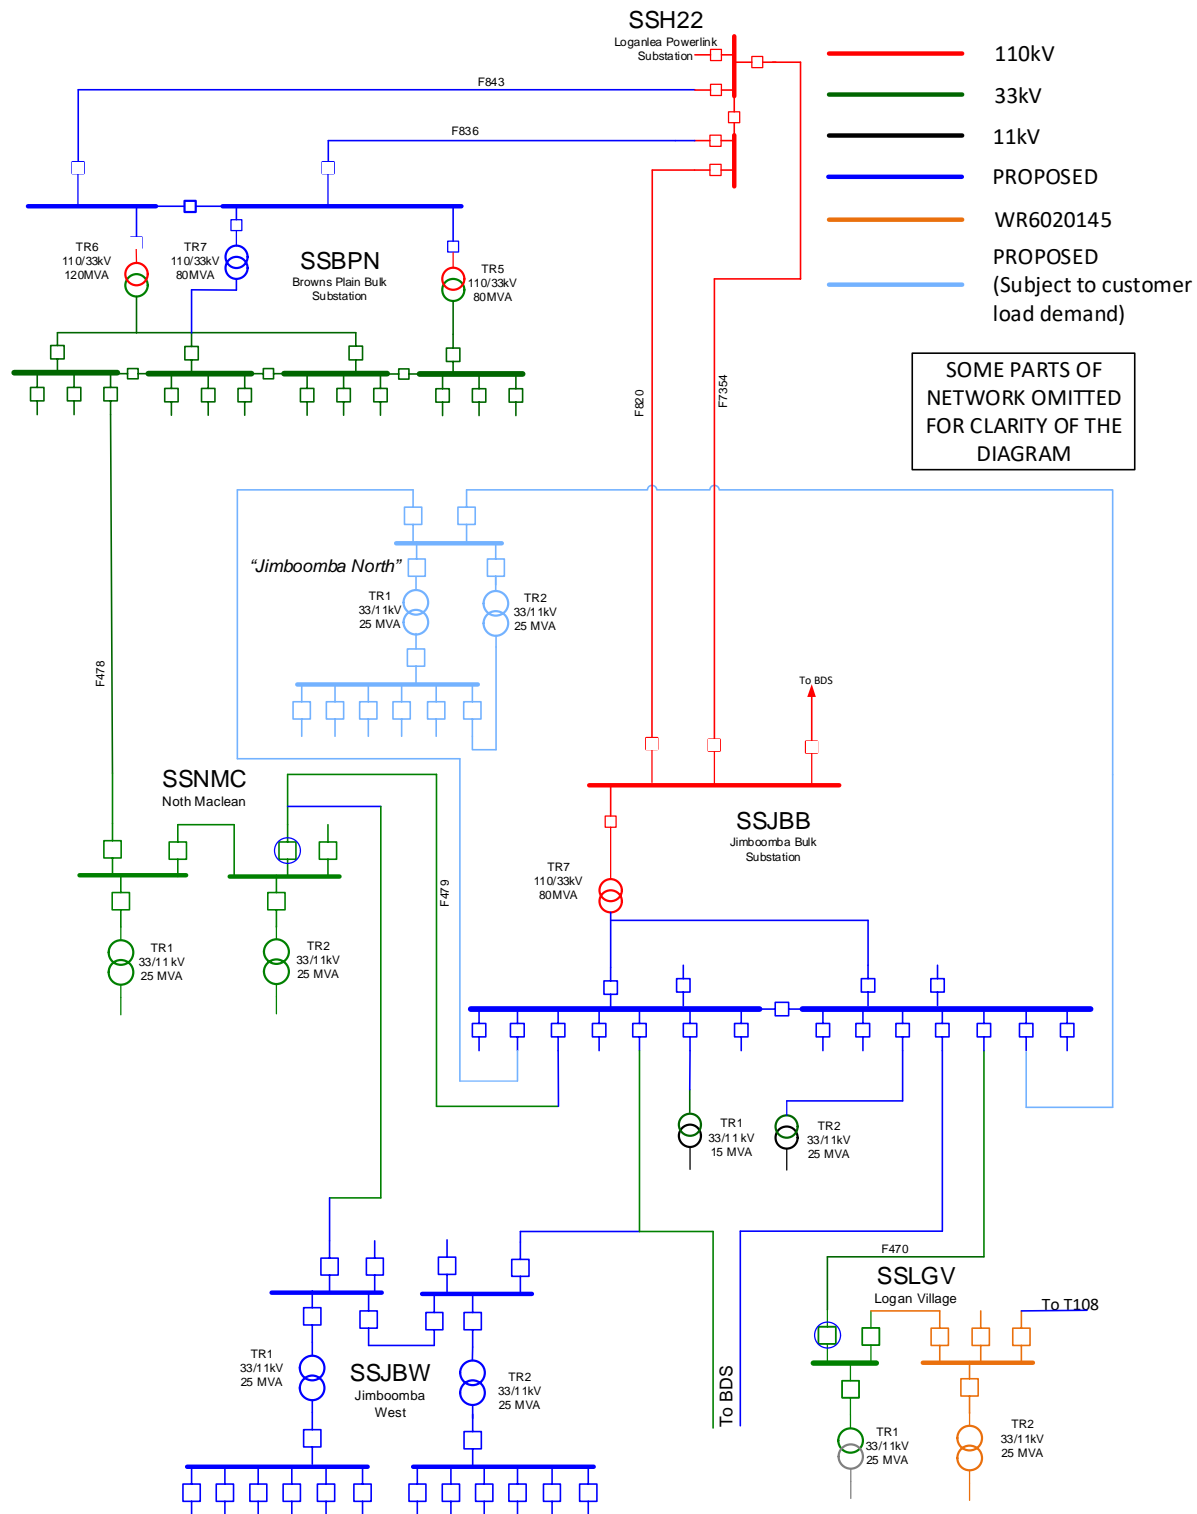 SSH22
Loganlea Powerlink
Substation
110kV
33kV
11kV
PROPOSED
WR6020145
PROPOSED
(Subject to customer
load demand)
SOME PARTS OF
NETWORK OMITTED
FOR CLARITY OF THE
DIAGRAM
F843
F836
TR6
110/33kV
120MVA
TR7
110/33kV
80MVA
SSBPN
Browns Plain Bulk
Substation
TR5
110/33kV
80MVA
F820
F7354
F478
"Jimboomba North"
TR1
33/11kV
25 MVA
TR2
33/11kV
25 MVA
To BDS
SSNMC
Noth Maclean
TR1
33/11 kV
25 MVA
TR2
33/11kV
25 MVA
F479
SSJBB
Jimboomba Bulk
Substation
TR7
110/33kV
80MVA
TR1
33/11 kV
15 MVA
TR2
33/11 kV
25 MVA
To BDS
F470
SSLGV
Logan Village
To T108
TR1
33/11kV
25 MVA
TR2
33/11kV
25 MVA
SSJBW
Jimboomba
West
TR1
33/11kV
25 MVA
TR2
33/11kV
25 MVA